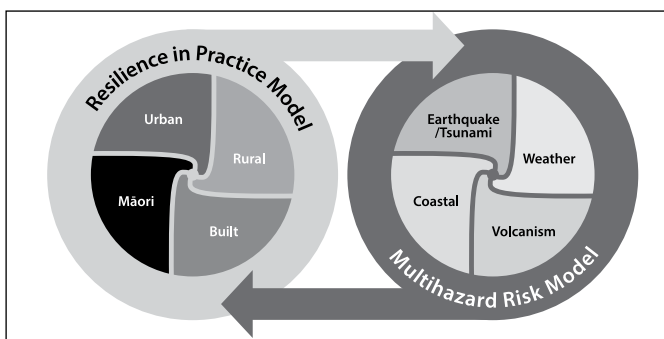 Resilience in Practice Model
Urban
Rural
Māori
Built
Earthquake
/Tsunami
Weather
Coastal
Volcanism
Multihazard Risk Model